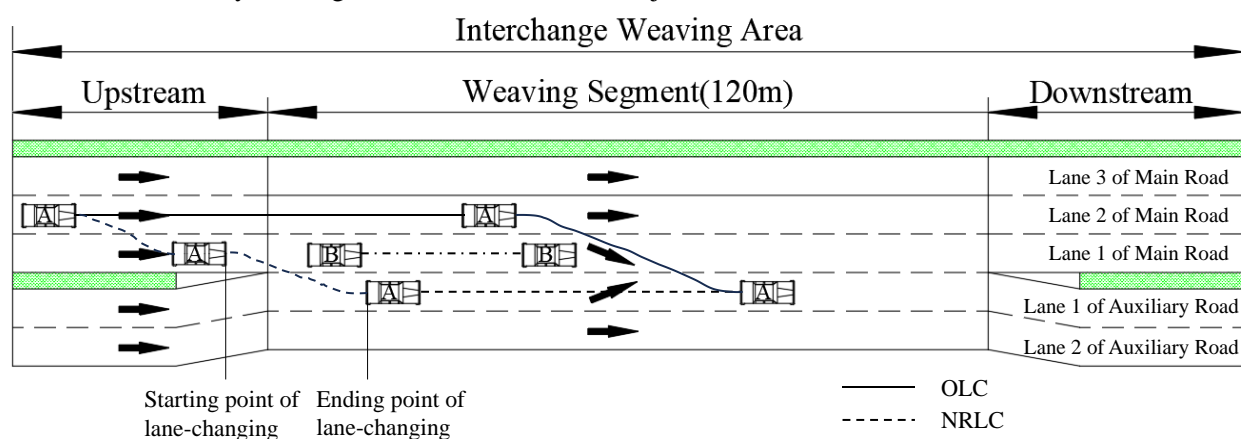 Interchange Weaving Area
Upstream
Weaving Segment(120m)
Downstream
Lane 3 of Main Road
A
A
Lane 2 of Main Road
A
B
B
Lane 1 of Main Road
A
A
Lane 1 of Auxiliary Road
Lane 2 of Auxiliary Road
Starting point of
lane-changing
Ending point of
lane-changing
OLC
NRLC